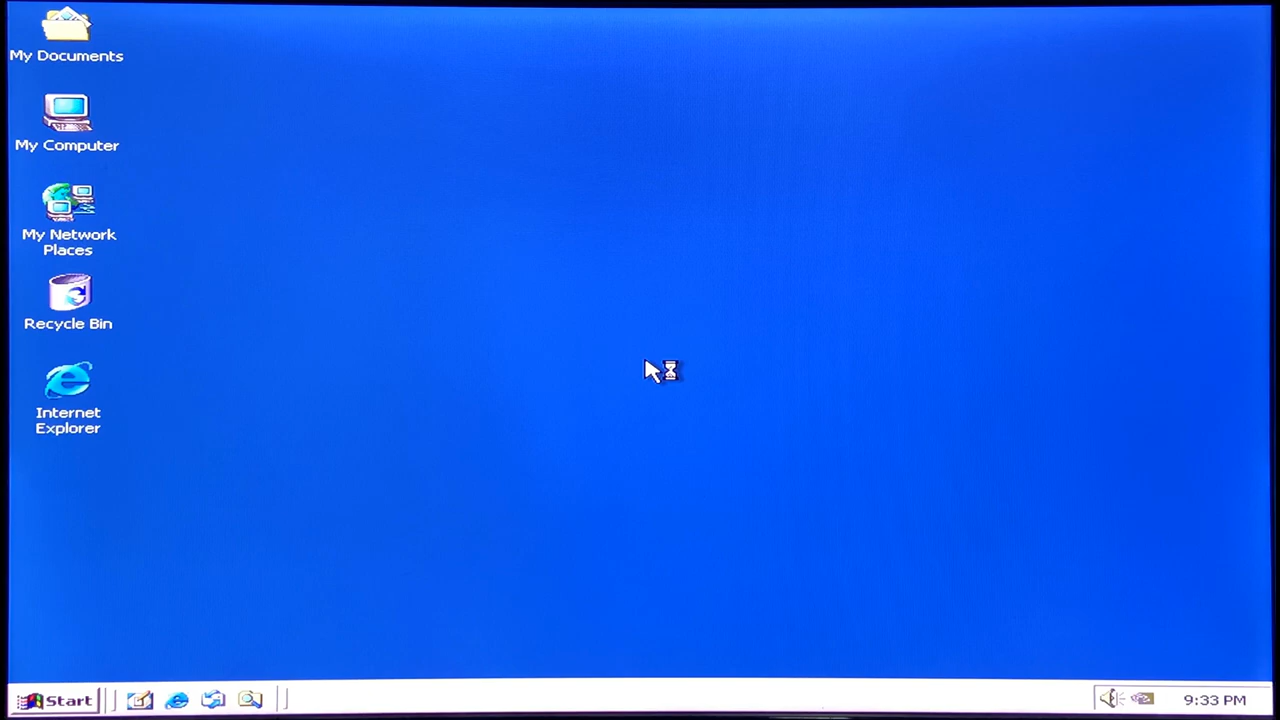 My Documents
My Computer
My Network
Places
Recycle Bin
Internet
Explorer
Start
9:33 PM